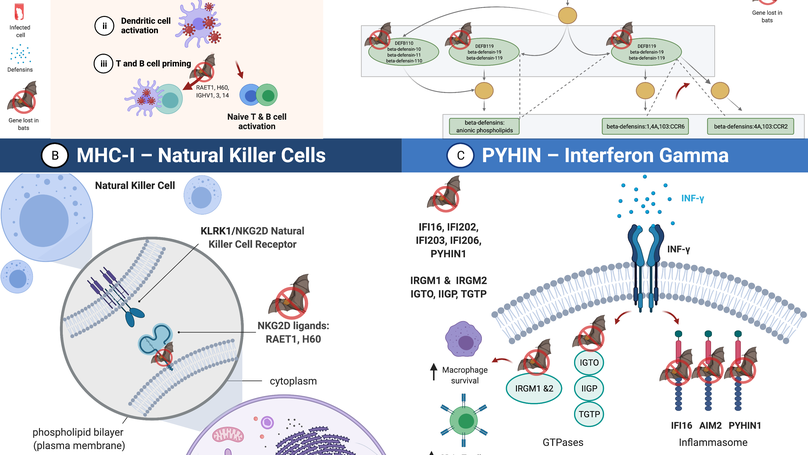 Infected
cell
Defensins
Gene lost in
bats
ii
Dendritic cell
activation
iii
T and B cell priming
RAET1, H60,
IGHV1, 3, 14
Naive T & B cell
activation
Gene lost in
bats
DEFB110
beta-defensin-10
beta-defensin-11
beta-defensin-110
DEFB119
beta-defensin-19
beta-defensin-119
DEFB119
beta-defensin-19
beta-defensin-119
beta-defensins:
anionic phospholipids
beta-defensins:1,4A,103:CCR6
beta-defensins:4A,103:CCR2
B MHC-I – Natural Killer Cells
Natural Killer Cell
KLRK1/NKG2D Natural
Killer Cell Receptor
NKG2D ligands:
RAET1, H60
cytoplasm
phospholipid bilayer
(plasma membrane)
C PYHIN – Interferon Gamma
IFI16, IFI202,
IFI203, IFI206,
PYHIN1
IRGM1 & IRGM2
IGTO, IIGP, TGTP
INF-γ
INF-γ
Macrophage
survival
IRGM1 &2
IGTO
IIGP
TGTP
GTPases
IFI16 AIM2 PYHIN1
Inflammasome